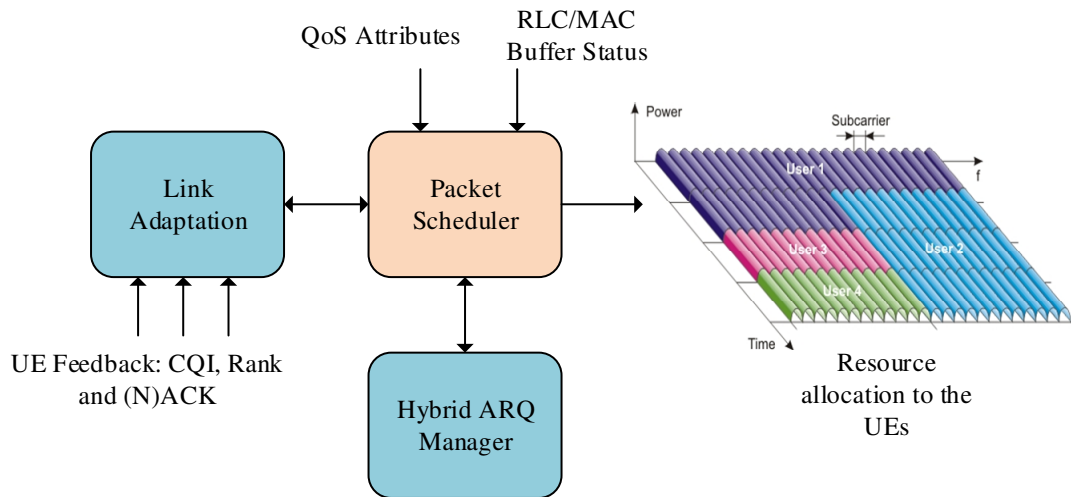 QoS Attributes
RLC/MAC
Buffer Status
Link
Adaptation
Packet
Scheduler
UE Feedback: CQI, Rank
and (N)ACK
Hybrid ARQ
Manager
Power
Subcarrier
f
User 1
User 2
User 3
User 4
Time
Resource
allocation to the
UEs